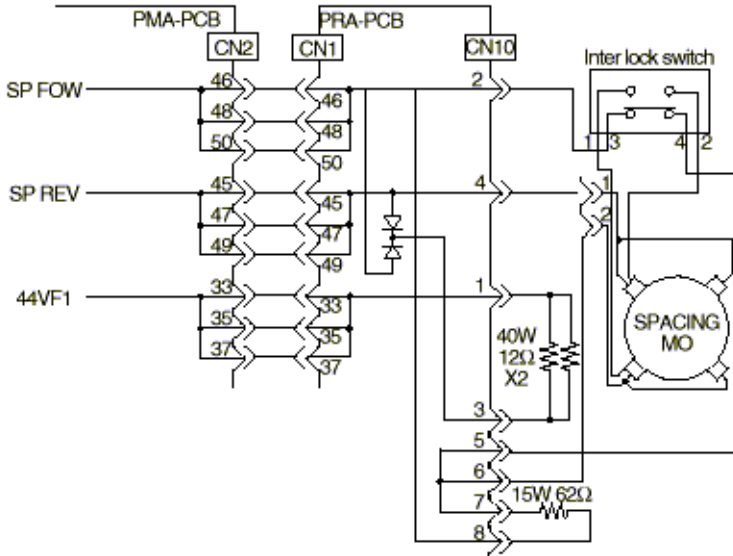 PMA-PCB
PRA-PCB
CN2
CN1
CN10
Inter lock switch
SP FOW
46
46
2
48
48
50
50
1
3
4
2
SP REV
45
45
4
1
47
47
2
49
49
44VF1
33
33
1
35
35
37
37
40W
12Ω
X2
SPACING
MO
3
5
6
15W 62Ω
7
8